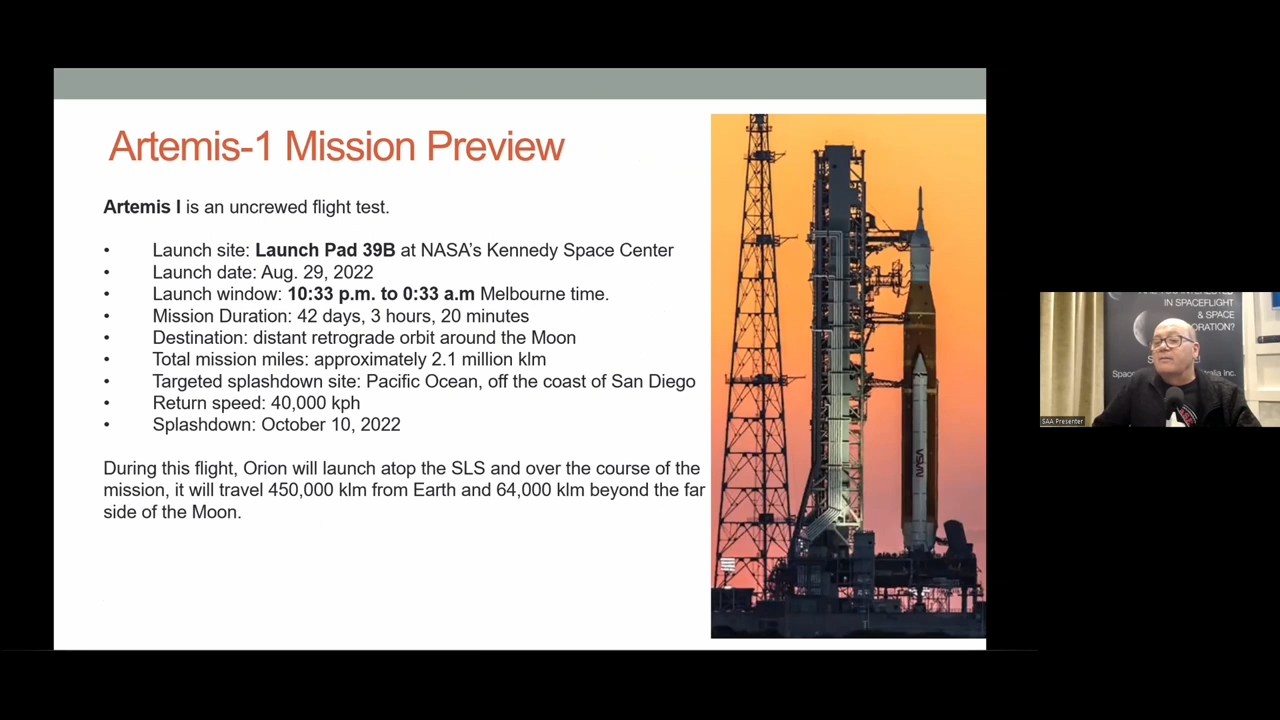 Artemis-1 Mission Preview
Artemis I is an uncrewed flight test.
• Launch site: Launch Pad 39B at NASA's Kennedy Space Center
• Launch date: Aug. 29, 2022
• Launch window: 10:33 p.m. to 0:33 a.m Melbourne time.
• Mission Duration: 42 days, 3 hours, 20 minutes
• Destination: distant retrograde orbit around the Moon
• Total mission miles: approximately 2.1 million klm
• Targeted splashdown site: Pacific Ocean, off the coast of San Diego
• Return speed: 40,000 kph
• Splashdown: October 10, 2022
During this flight, Orion will launch atop the SLS and over the course of the
mission, it will travel 450,000 klm from Earth and 64,000 klm beyond the far
side of the Moon.
NASA
IN SPACEFLIGHT
& SPACE
SAA Presenter